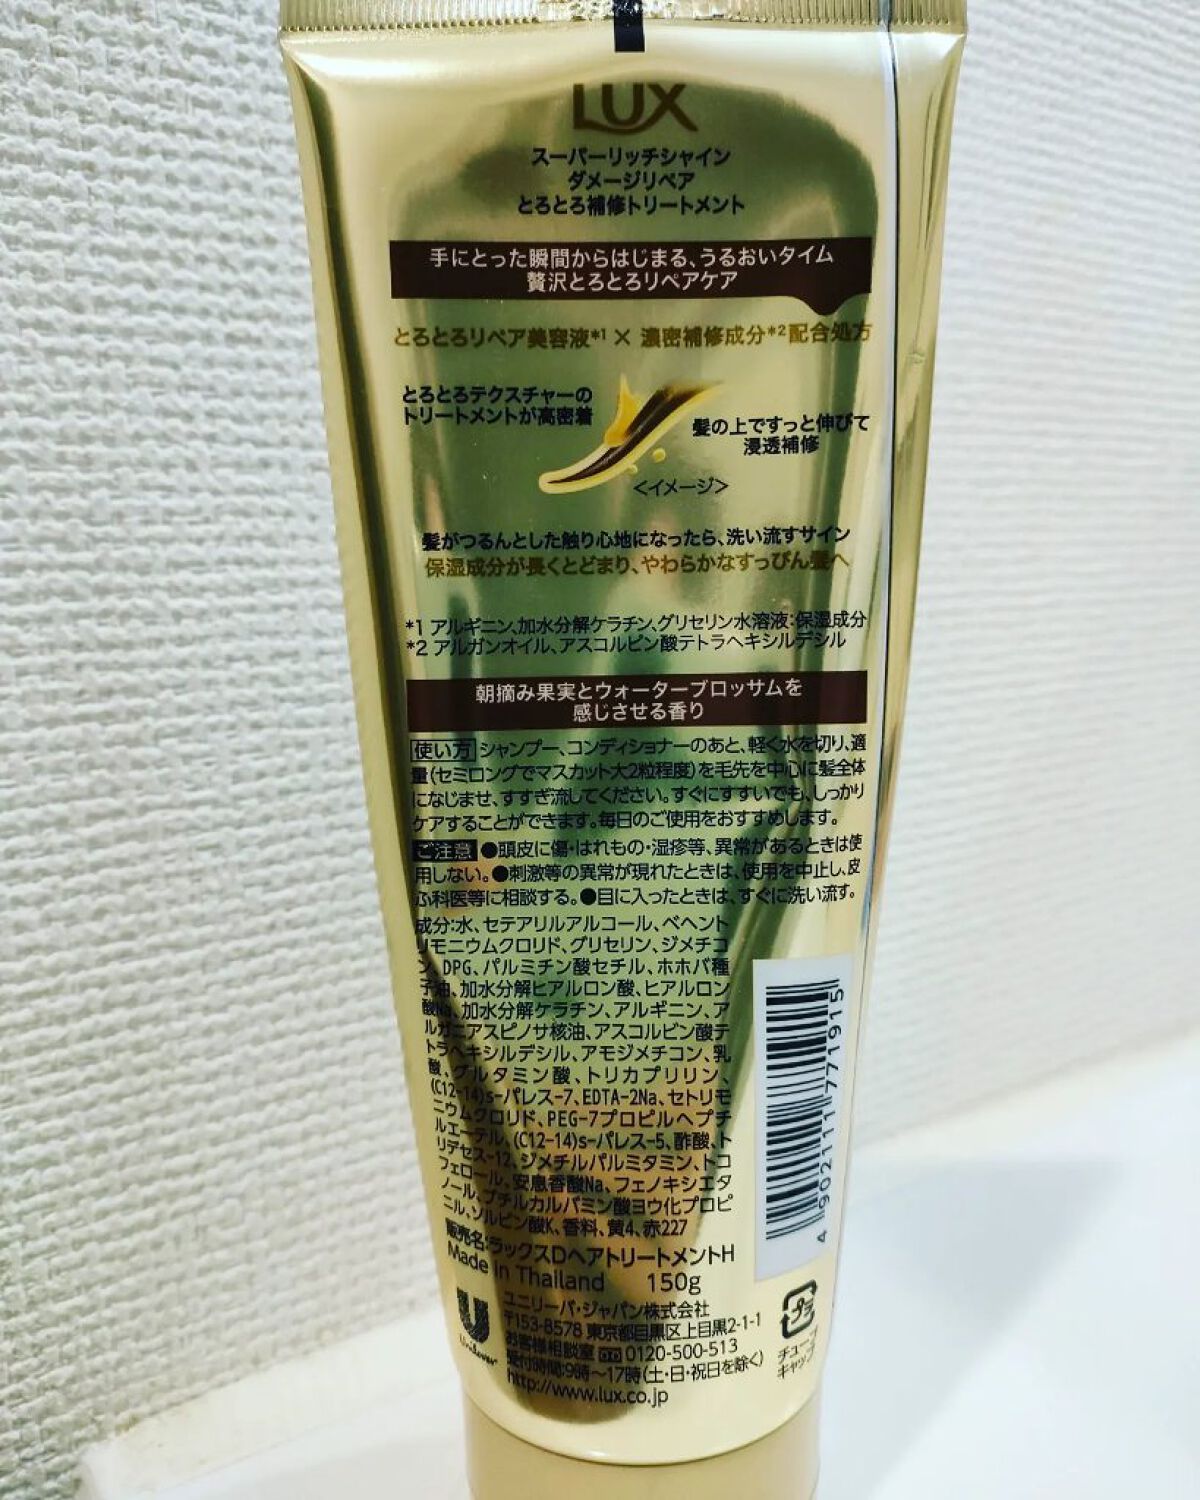 LUX
スーパーリッチシャイン
ダメージリペア
とろとろ補修トリートメント
手にとった瞬間からはじまる、うるおいタイム
贅沢とろとろリペアケア
とろとろリペア美容液*1 × 濃密補修成分*2配合処方
とろとろテクスチャーの
トリートメントが高密着
髪の上ですっと伸びて
浸透補修
<イメージ>
髪がつるんとした触り心地になったら、洗い流すサイン
保湿成分が長くとどまり、やわらかなすっぴん髪へ
*1 アルギニン、加水分解ケラチン、グリセリン水溶液:保湿成分
*2 アルガンオイル、アスコルビン酸テトラヘキシルデシル
朝摘み果実とウォーターブロッサムを
感じさせる香り
使い方 シャンプー、コンディショナーのあと、軽く水を切り、適
量(セミロングでマスカット大2粒程度)を毛先を中心に髪全体
になじませ、すすぎ流してください。すぐにすすいでも、しっかり
ケアすることができます。毎日のご使用をおすすめします。
ご注意 ●頭皮に傷・はれもの・湿疹等、異常があるときは使
用しない。●刺激等の異常が現れたときは、使用を中止し、皮
ふ科医等に相談する。●目に入ったときは、すぐに洗い流す。
成分:水、セテアリルアルコール、ベヘント
リモニウムクロリド、グリセリン、ジメチコ
ン、DPG、パルミチン酸セチル、ホホバ種
子油、加水分解ヒアルロン酸、ヒアルロン
酸Na、加水分解ケラチン、アルギニン、ア
ルガニアスピノサ核油、アスコルビン酸テ
トラヘキシルデシル、アモジメチコン、乳
酸、グルタミン酸、トリカプリリン、
(C12-14)s-パレス-7、EDTA-2Na、セトリモ
ニウムクロリド、PEG-7プロピルヘプチ
ルエーテル、(C12-14)s-パレス-5、酢酸、ト
リデセス-12、ジメチルパルミタミン、トコ
フェロール、安息香酸Na、フェノキシエタ
ノール、ブチルカルバミン酸ヨウ化プロピ
ニル、ソルビン酸K、香料、黄4、赤227
販売名:ラックスDヘアトリートメントH
Made in Thailand 150g
ユニリーバ・ジャパン株式会社
〒153-8578 東京都目黒区上目黒2-1-1
お客様相談室 0120-500-513
受付時間:9時～17時(土・日・祝日を除く)
http://www.lux.co.jp
Unilever
4 902111 771915
プラ
チューブ
キャップ